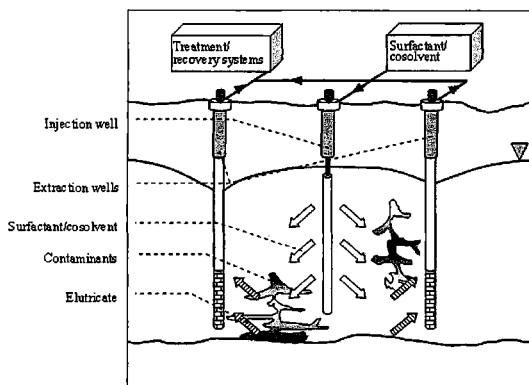 Treatment/
recovery systems
Surfactant/
cosolvent
Injection well
Extraction wells
Surfactant/cosolvent
Contaminants
Elutricate